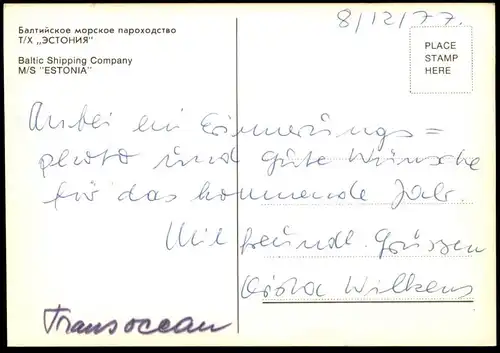 Балтийское морское пароходство
Т/Х „ЭСТОНИЯ"
Baltic Shipping Company
M/S "ESTONIA"
8/12/77.
PLACE
STAMP
HERE
Anbei ein Erinnerungs=
photo und gute Wünsche
für das kommende Jahr.
Mit freundl. Grüssen
Wilkens
Transocean